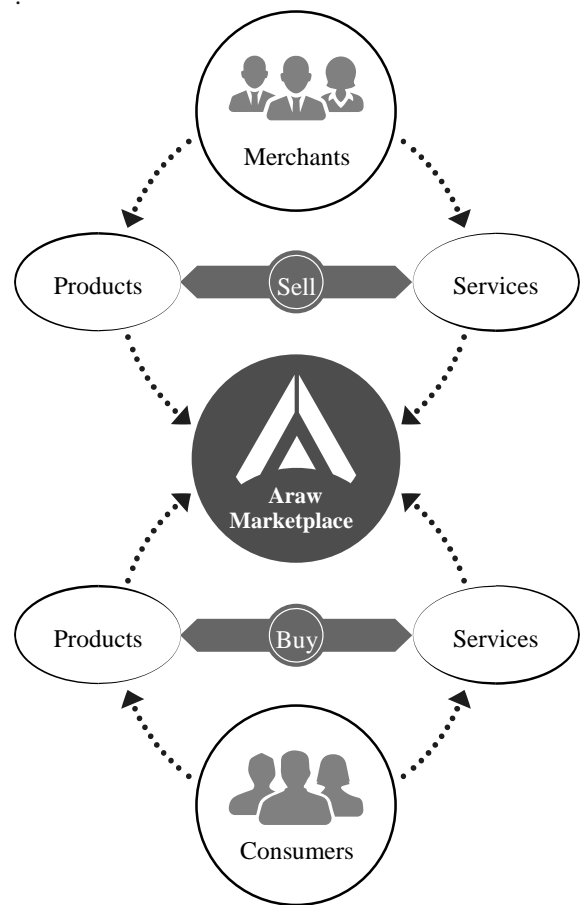 Merchants
Products
Sell
Services
Araw
Marketplace
Products
Buy
Services
Consumers